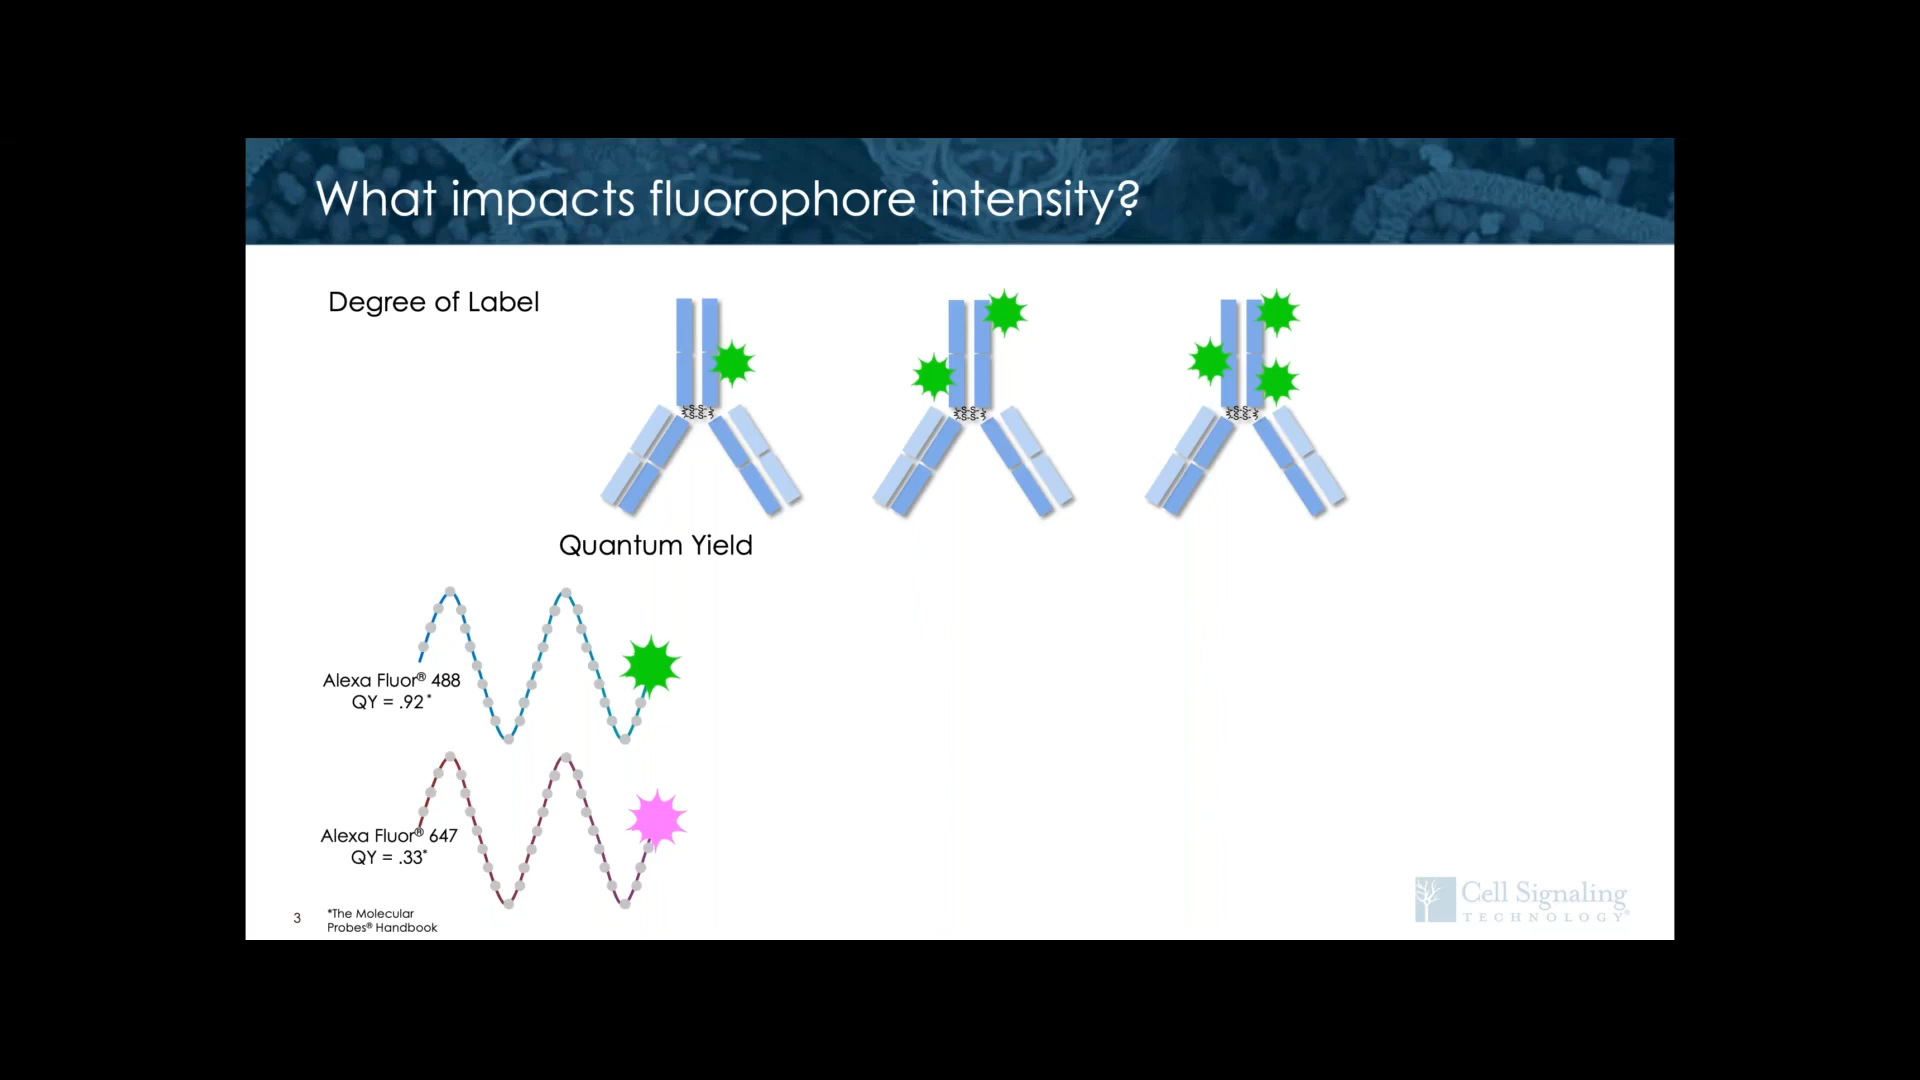 What impacts fluorophore intensity?
Degree of Label
Quantum Yield
Alexa Fluor® 488
QY = .92*
Alexa Fluor® 647
QY = .33*
3
*The Molecular
Probes® Handbook
Cell Signaling
TECHNOLOGY®